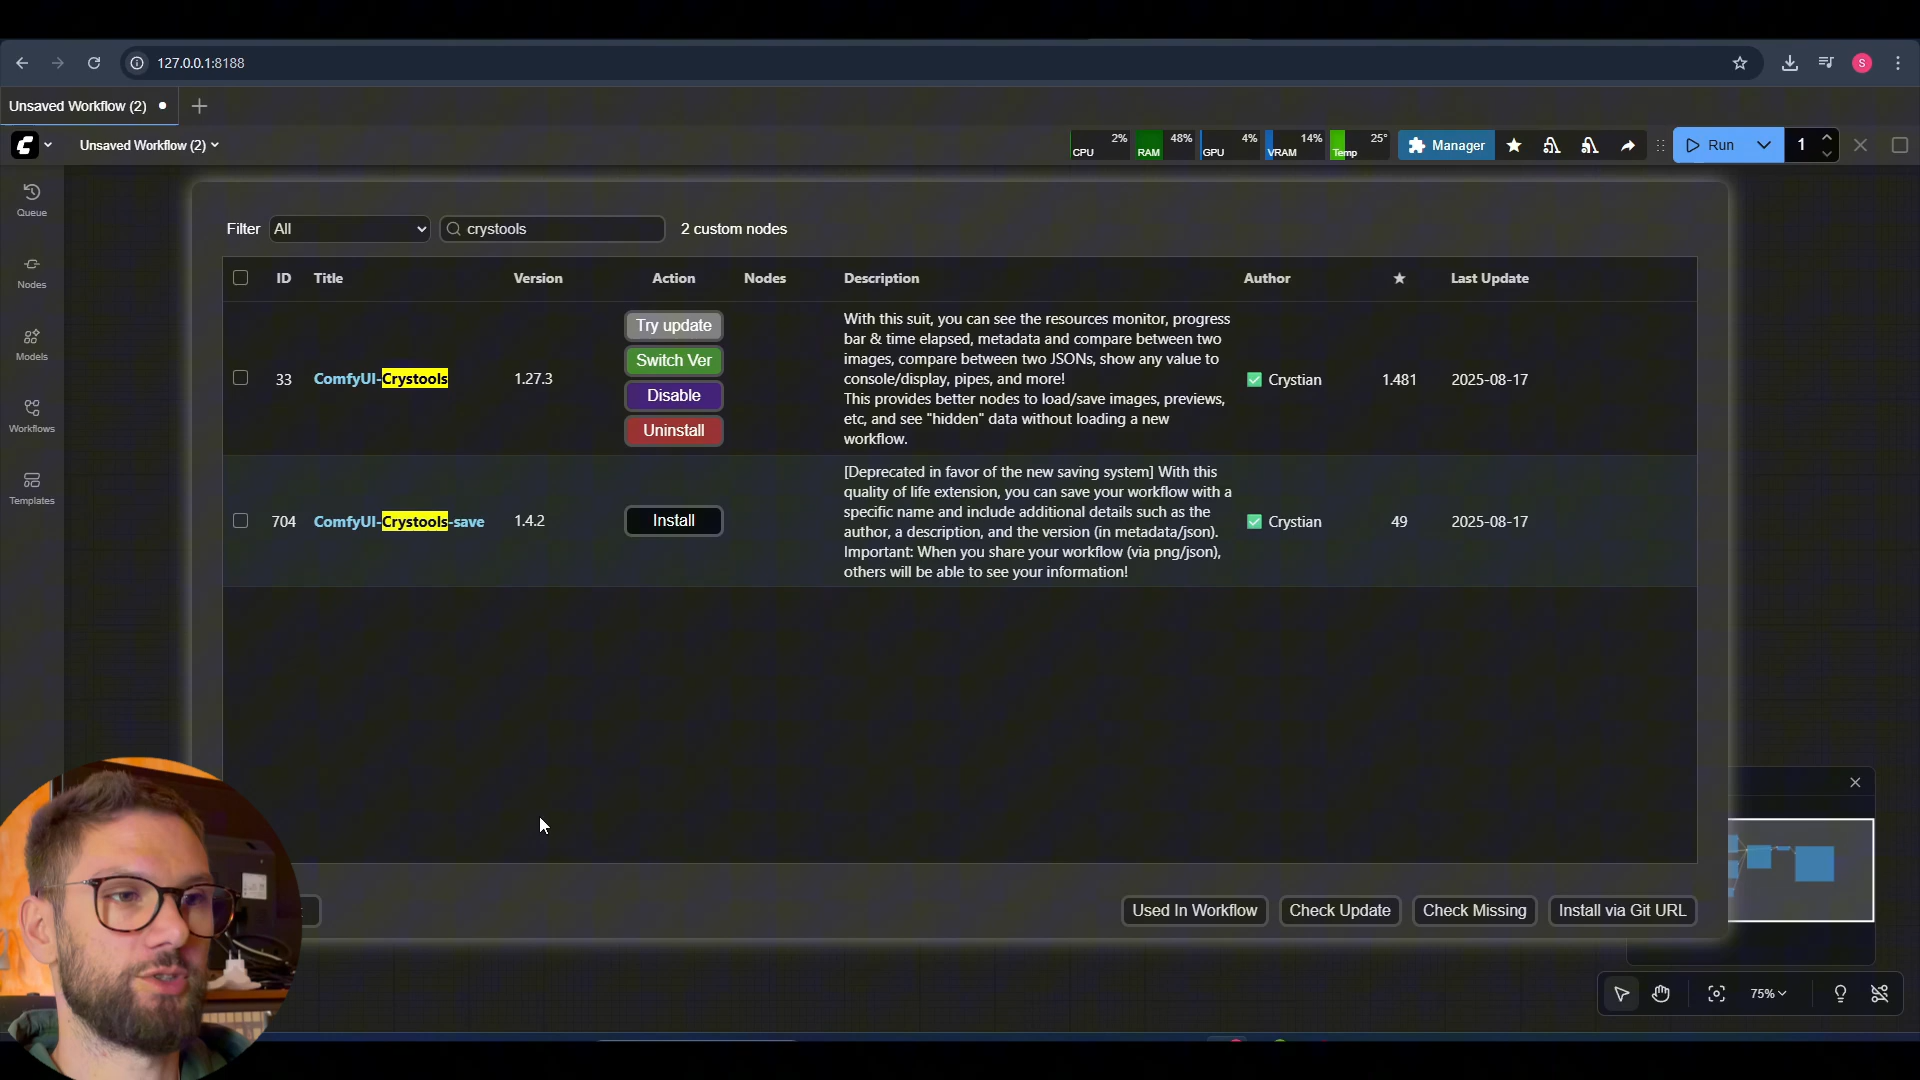 127.0.0.1:8188
S
Unsaved Workflow (2)
Unsaved Workflow (2)
CPU 2%
RAM 48%
GPU 4%
VRAM 14%
Temp 25°
Manager
Run
1
Queue
Nodes
Models
Workflows
Templates
Filter All crystools 2 custom nodes
ID Title Version Action Nodes Description Author ★ Last Update
33 ComfyUI-Crystools 1.27.3
Try update
Switch Ver
Disable
Uninstall
With this suit, you can see the resources monitor, progress
bar & time elapsed, metadata and compare between two
images, compare between two JSONs, show any value to
console/display, pipes, and more!
This provides better nodes to load/save images, previews,
etc, and see "hidden" data without loading a new
workflow.
Crystian 1.481 2025-08-17
704 ComfyUI-Crystools-save 1.4.2
Install
[Deprecated in favor of the new saving system] With this
quality of life extension, you can save your workflow with a
specific name and include additional details such as the
author, a description, and the version (in metadata/json).
Important: When you share your workflow (via png/json),
others will be able to see your information!
Crystian 49 2025-08-17
Used In Workflow Check Update Check Missing Install via Git URL
75%